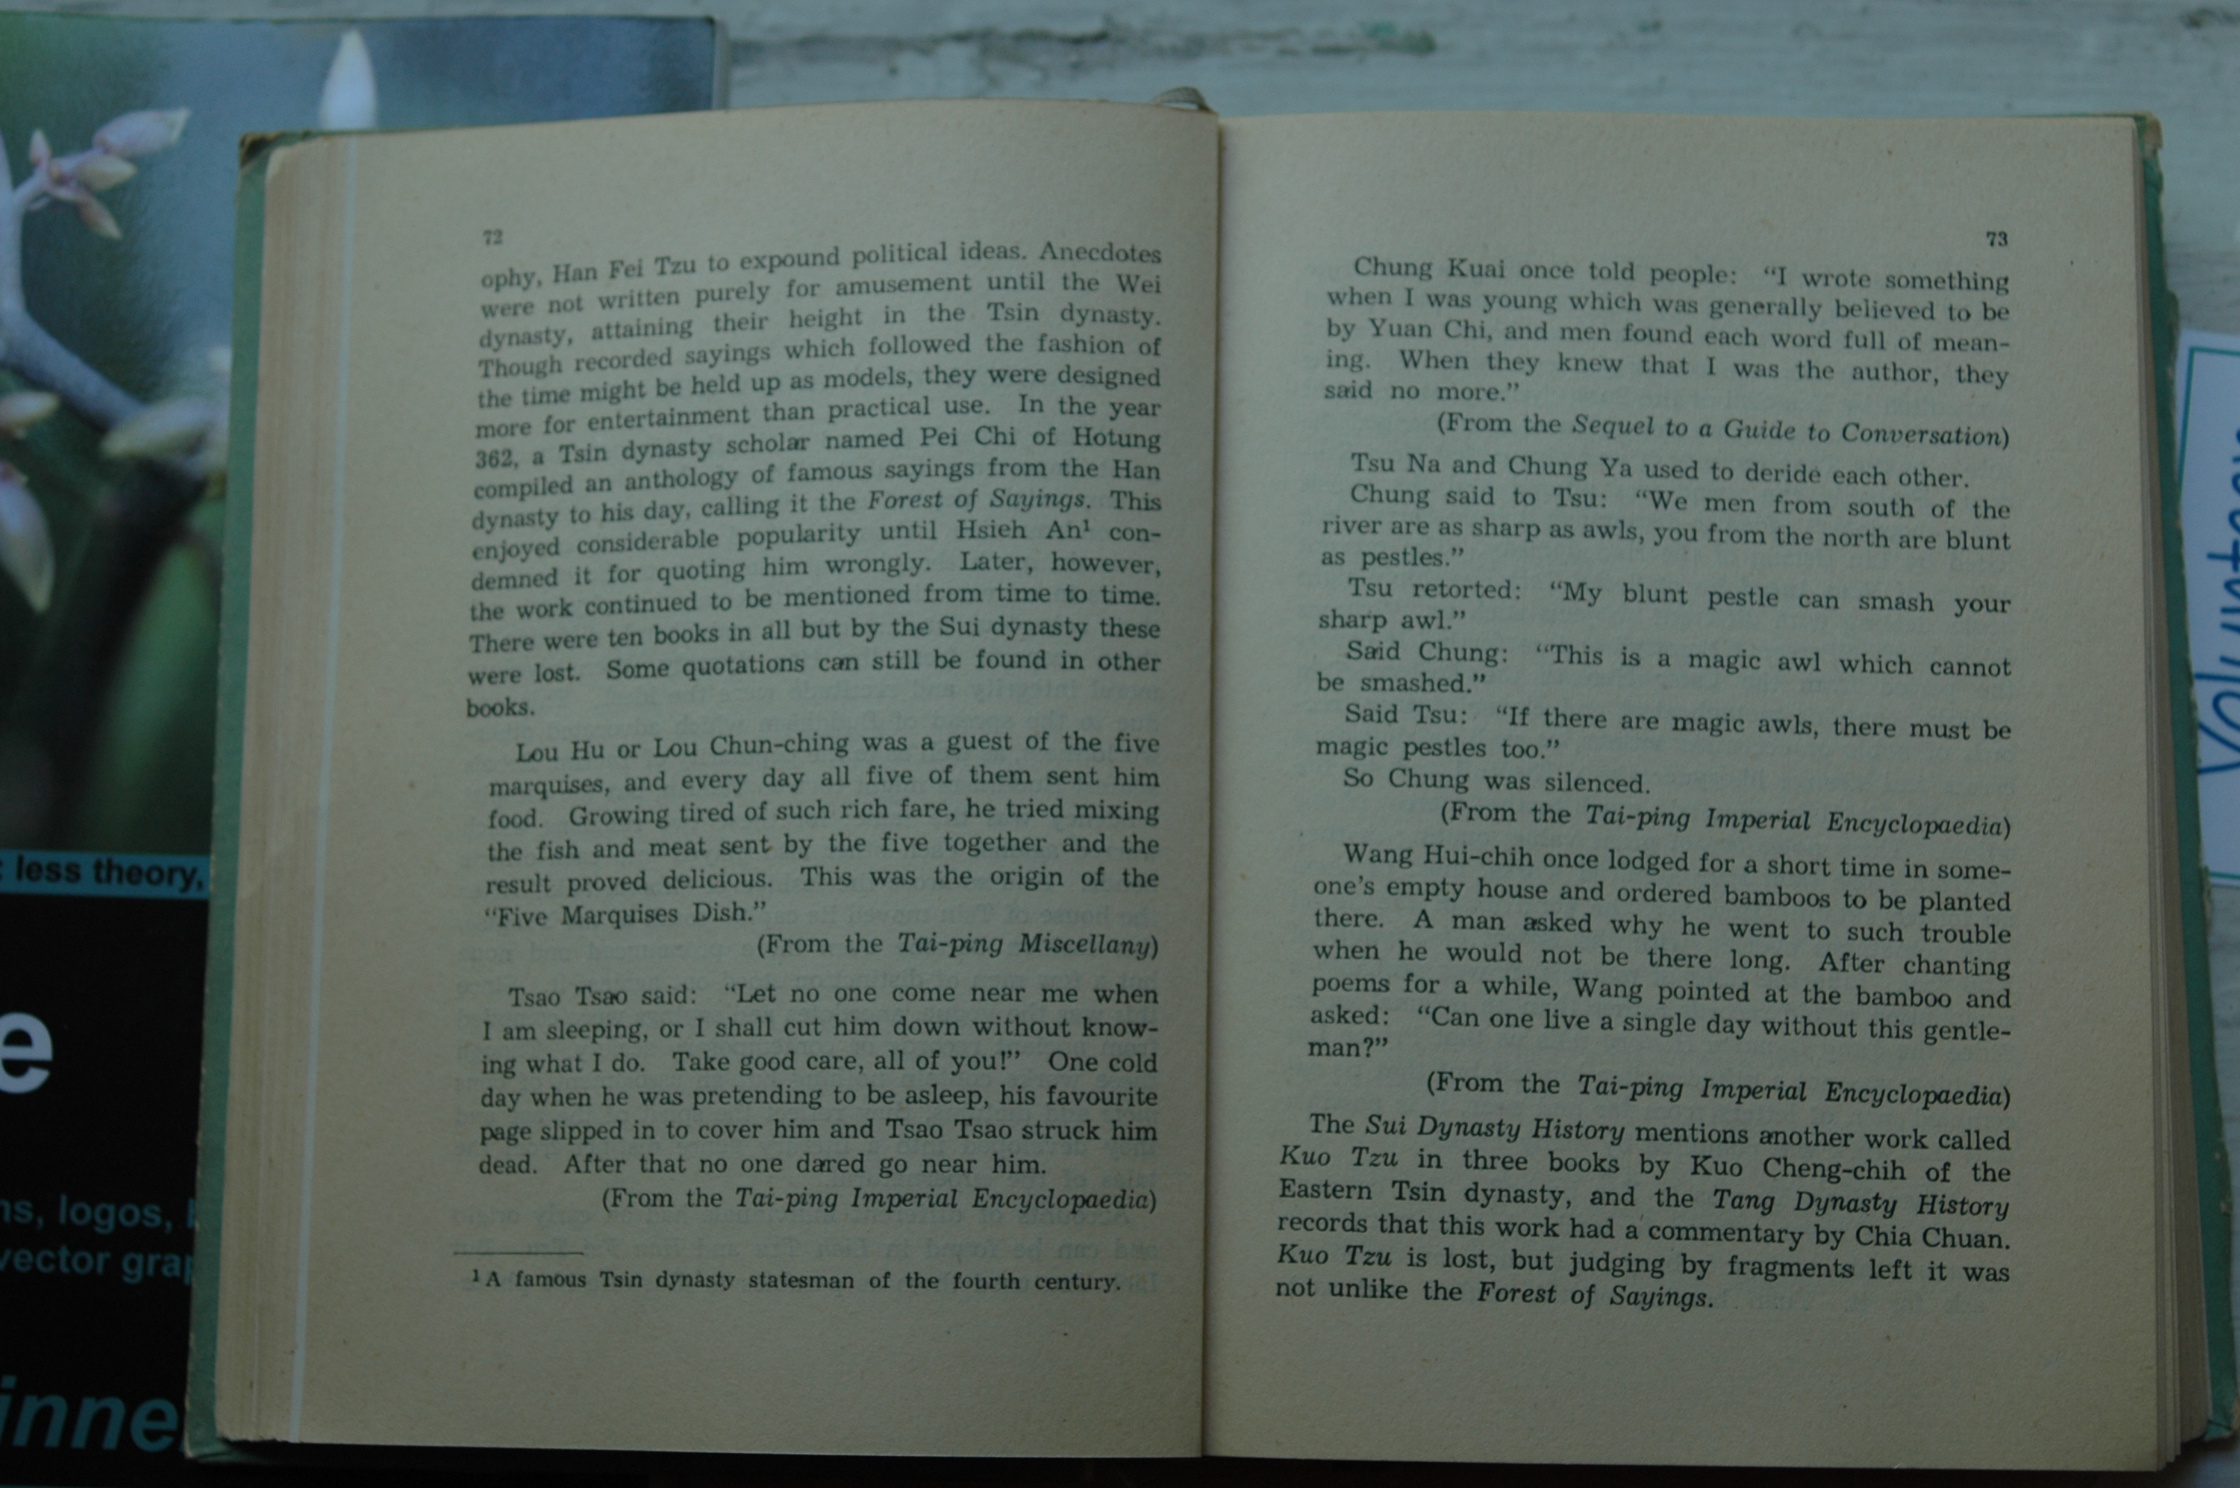 72
ophy, Han Fei Tzu to expound political ideas. Anecdotes
were not written purely for amusement until the Wei
dynasty, attaining their height in the Tsin dynasty.
Though recorded sayings which followed the fashion of
the time might be held up as models, they were designed
more for entertainment than practical use. In the year
362, a Tsin dynasty scholar named Pei Chi of Hotung
compiled an anthology of famous sayings from the Han
dynasty to his day, calling it the Forest of Sayings. This
enjoyed considerable popularity until Hsieh An¹ con-
demned it for quoting him wrongly. Later, however,
the work continued to be mentioned from time to time.
There were ten books in all but by the Sui dynasty these
were lost. Some quotations can still be found in other
books.
Lou Hu or Lou Chun-ching was a guest of the five
marquises, and every day all five of them sent him
food. Growing tired of such rich fare, he tried mixing
the fish and meat sent by the five together and the
result proved delicious. This was the origin of the
“Five Marquises Dish.”
(From the Tai-ping Miscellany)
Tsao Tsao said: “Let no one come near me when
I am sleeping, or I shall cut him down without know-
ing what I do. Take good care, all of you!” One cold
day when he was pretending to be asleep, his favourite
page slipped in to cover him and Tsao Tsao struck him
dead. After that no one dared go near him.
(From the Tai-ping Imperial Encyclopaedia)
¹ A famous Tsin dynasty statesman of the fourth century.
73
Chung Kuai once told people: “I wrote something
when I was young which was generally believed to be
by Yuan Chi, and men found each word full of mean-
ing. When they knew that I was the author, they
said no more.”
(From the Sequel to a Guide to Conversation)
Tsu Na and Chung Ya used to deride each other.
Chung said to Tsu: “We men from south of the
river are as sharp as awls, you from the north are blunt
as pestles.”
Tsu retorted: “My blunt pestle can smash your
sharp awl.”
Said Chung: “This is a magic awl which cannot
be smashed.”
Said Tsu: “If there are magic awls, there must be
magic pestles too.”
So Chung was silenced.
(From the Tai-ping Imperial Encyclopaedia)
Wang Hui-chih once lodged for a short time in some-
one’s empty house and ordered bamboos to be planted
there. A man asked why he went to such trouble
when he would not be there long. After chanting
poems for a while, Wang pointed at the bamboo and
asked: “Can one live a single day without this gentle-
man?”
(From the Tai-ping Imperial Encyclopaedia)
The Sui Dynasty History mentions another work called
Kuo Tzu in three books by Kuo Cheng-chih of the
Eastern Tsin dynasty, and the Tang Dynasty History
records that this work had a commentary by Chia Chuan.
Kuo Tzu is lost, but judging by fragments left it was
not unlike the Forest of Sayings.
less theory,
e
logos,
vector
inne